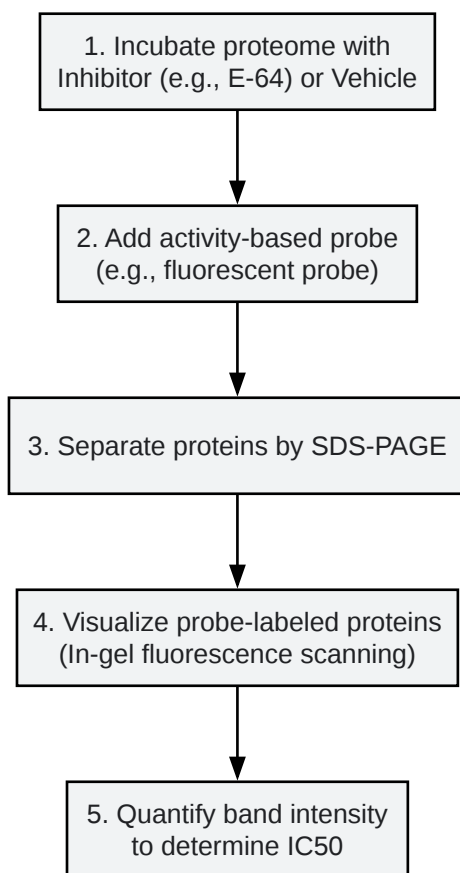 1. Incubate proteome with
Inhibitor (e.g., E-64) or Vehicle
2. Add activity-based probe
(e.g., fluorescent probe)
3. Separate proteins by SDS-PAGE
4. Visualize probe-labeled proteins
(In-gel fluorescence scanning)
5. Quantify band intensity
to determine IC50